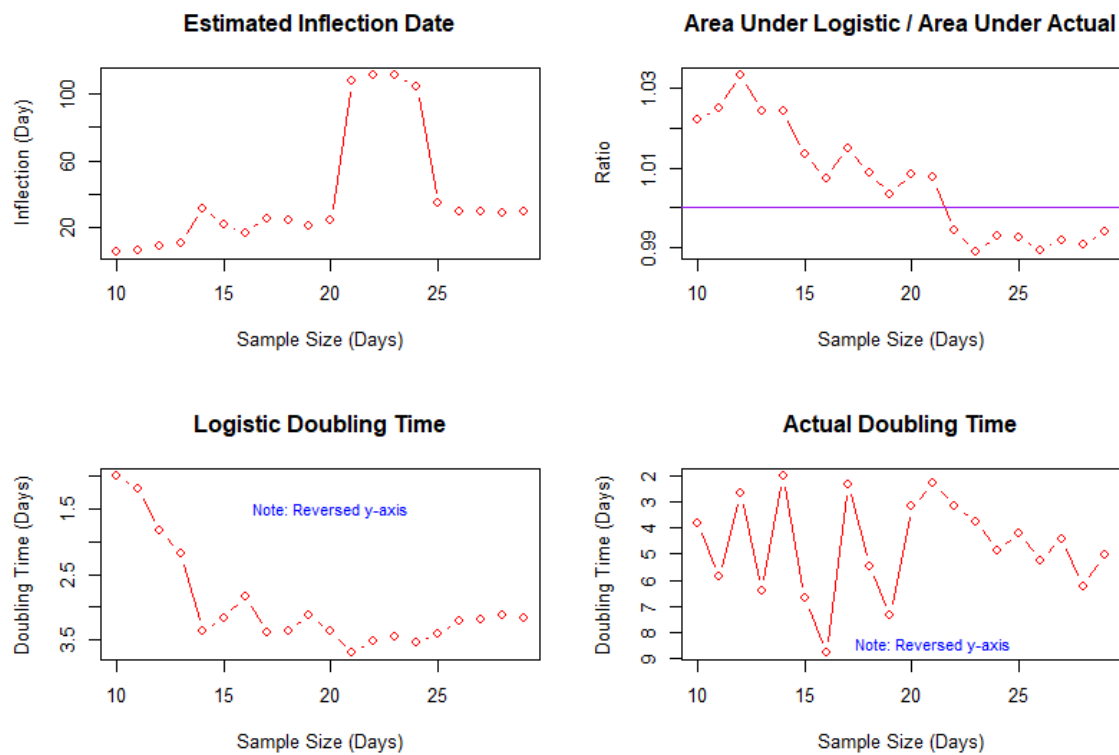 Estimated Inflection Date
Inflection (Day)
100
60
20
10 15 20 25
Sample Size (Days)
Area Under Logistic / Area Under Actual
Ratio
1.03
1.01
0.99
10 15 20 25
Sample Size (Days)
Logistic Doubling Time
Doubling Time (Days)
1.5
2.5
3.5
Note: Reversed y-axis
10 15 20 25
Sample Size (Days)
Actual Doubling Time
Doubling Time (Days)
2
3
4
5
6
7
8
9
Note: Reversed y-axis
10 15 20 25
Sample Size (Days)